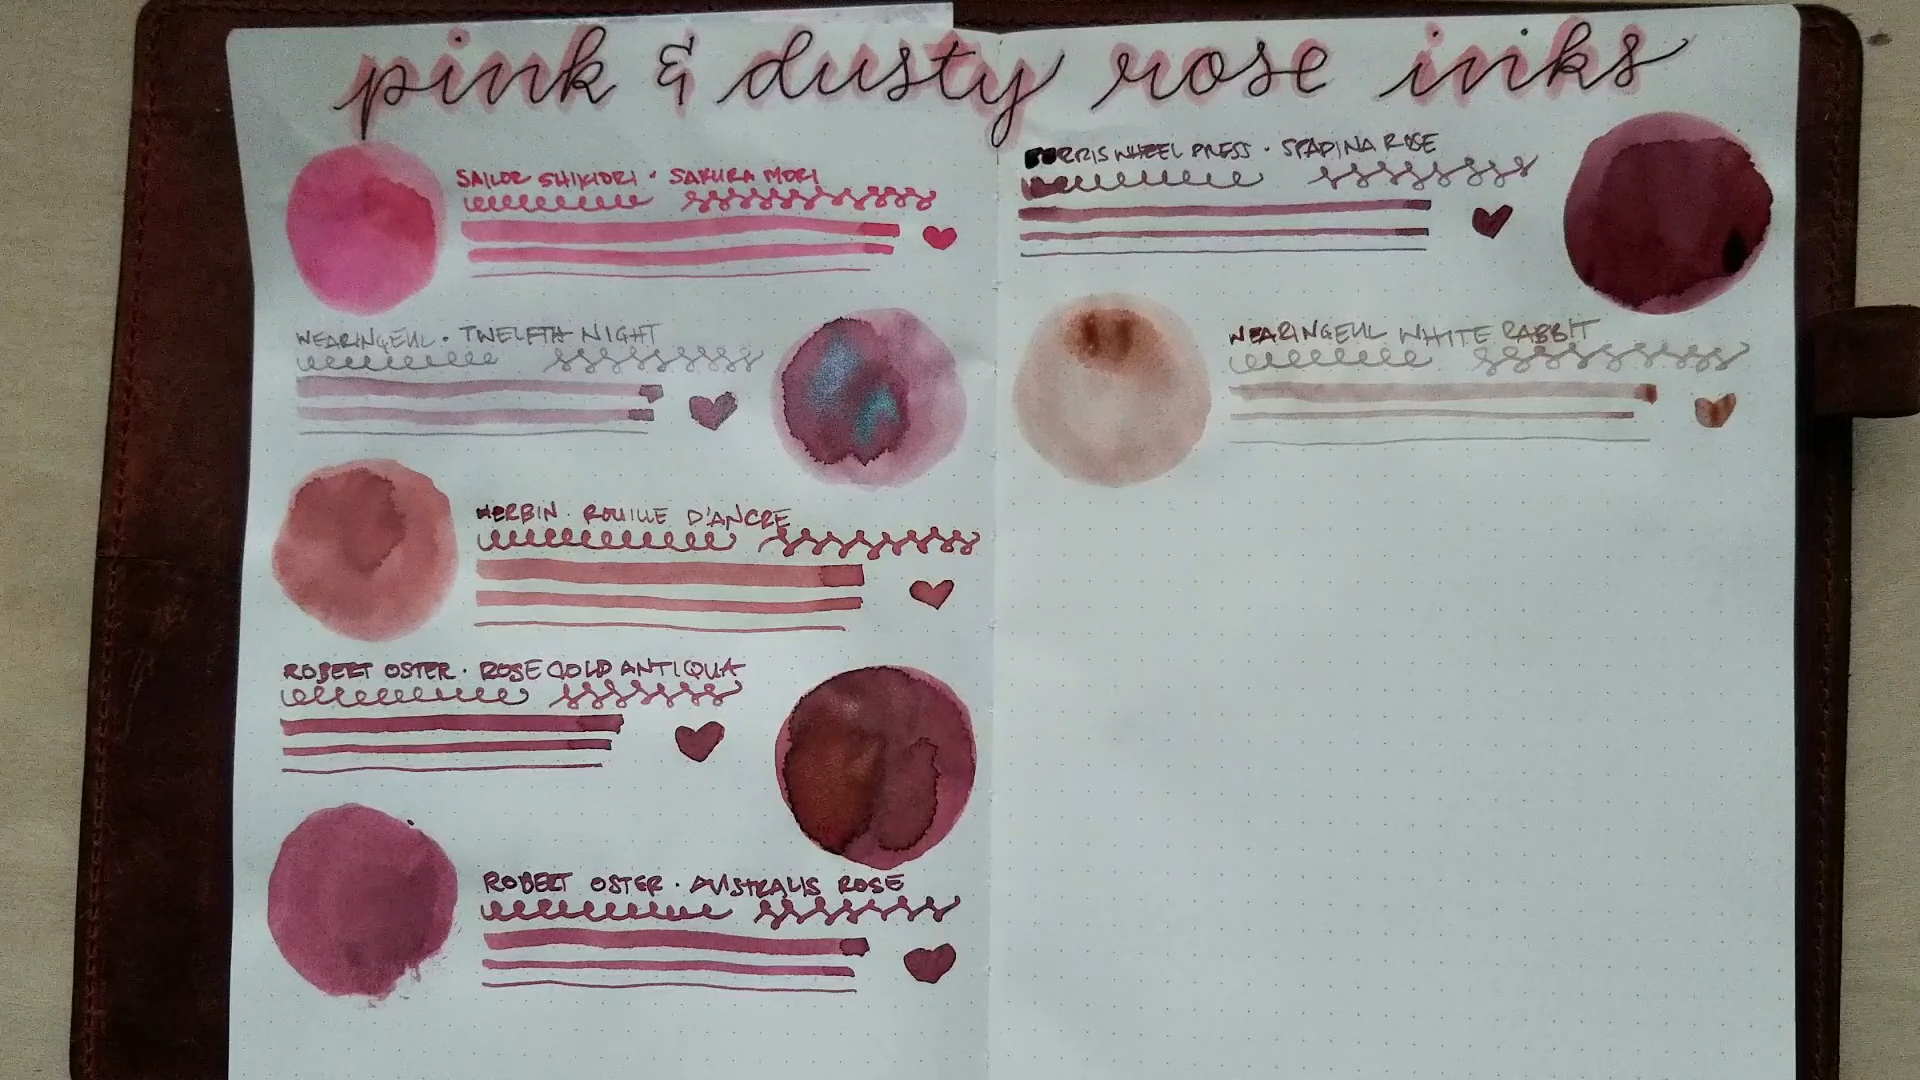 pink & dusty rose inks
SAILOR SHIKIORI · SAKURA MORI
WEARINGEUL · TWELFTH NIGHT
HERBIN · ROUILLE D'ANCRE
ROBERT OSTER · ROSE GOLD ANTIQUA
ROBERT OSTER · AUSTRALIS ROSE
FERRIS WHEEL PRESS · SPADINA ROSE
WEARINGEUL WHITE RABBIT